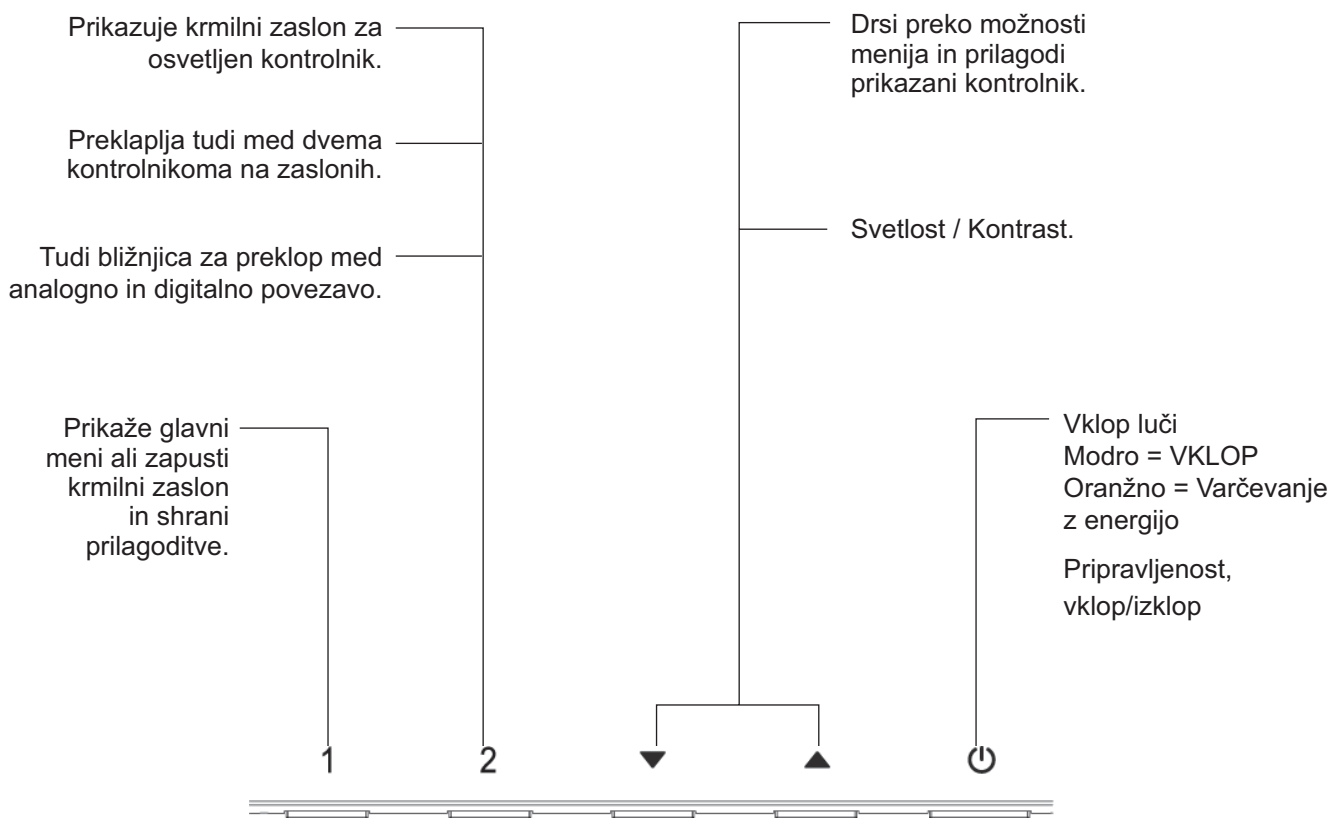 Prikazuje krmilni zaslon za
osvetljen kontrolnik.
Preklaplja tudi med dvema
kontrolnikoma na zaslonih.
Tudi bližnjica za preklop med
analogno in digitalno povezavo.
Prikaže glavni
meni ali zapusti
krmilni zaslon
in shrani
prilagoditve.
Drsi preko možnosti
menija in prilagodi
prikazani kontrolnik.
Svetlost / Kontrast.
Vklop luči
Modro = VKLOP
Oranžno = Varčevanje
z energijo
Pripravljenost,
vklop/izklop
1 2 ▼ ▲ ⏻